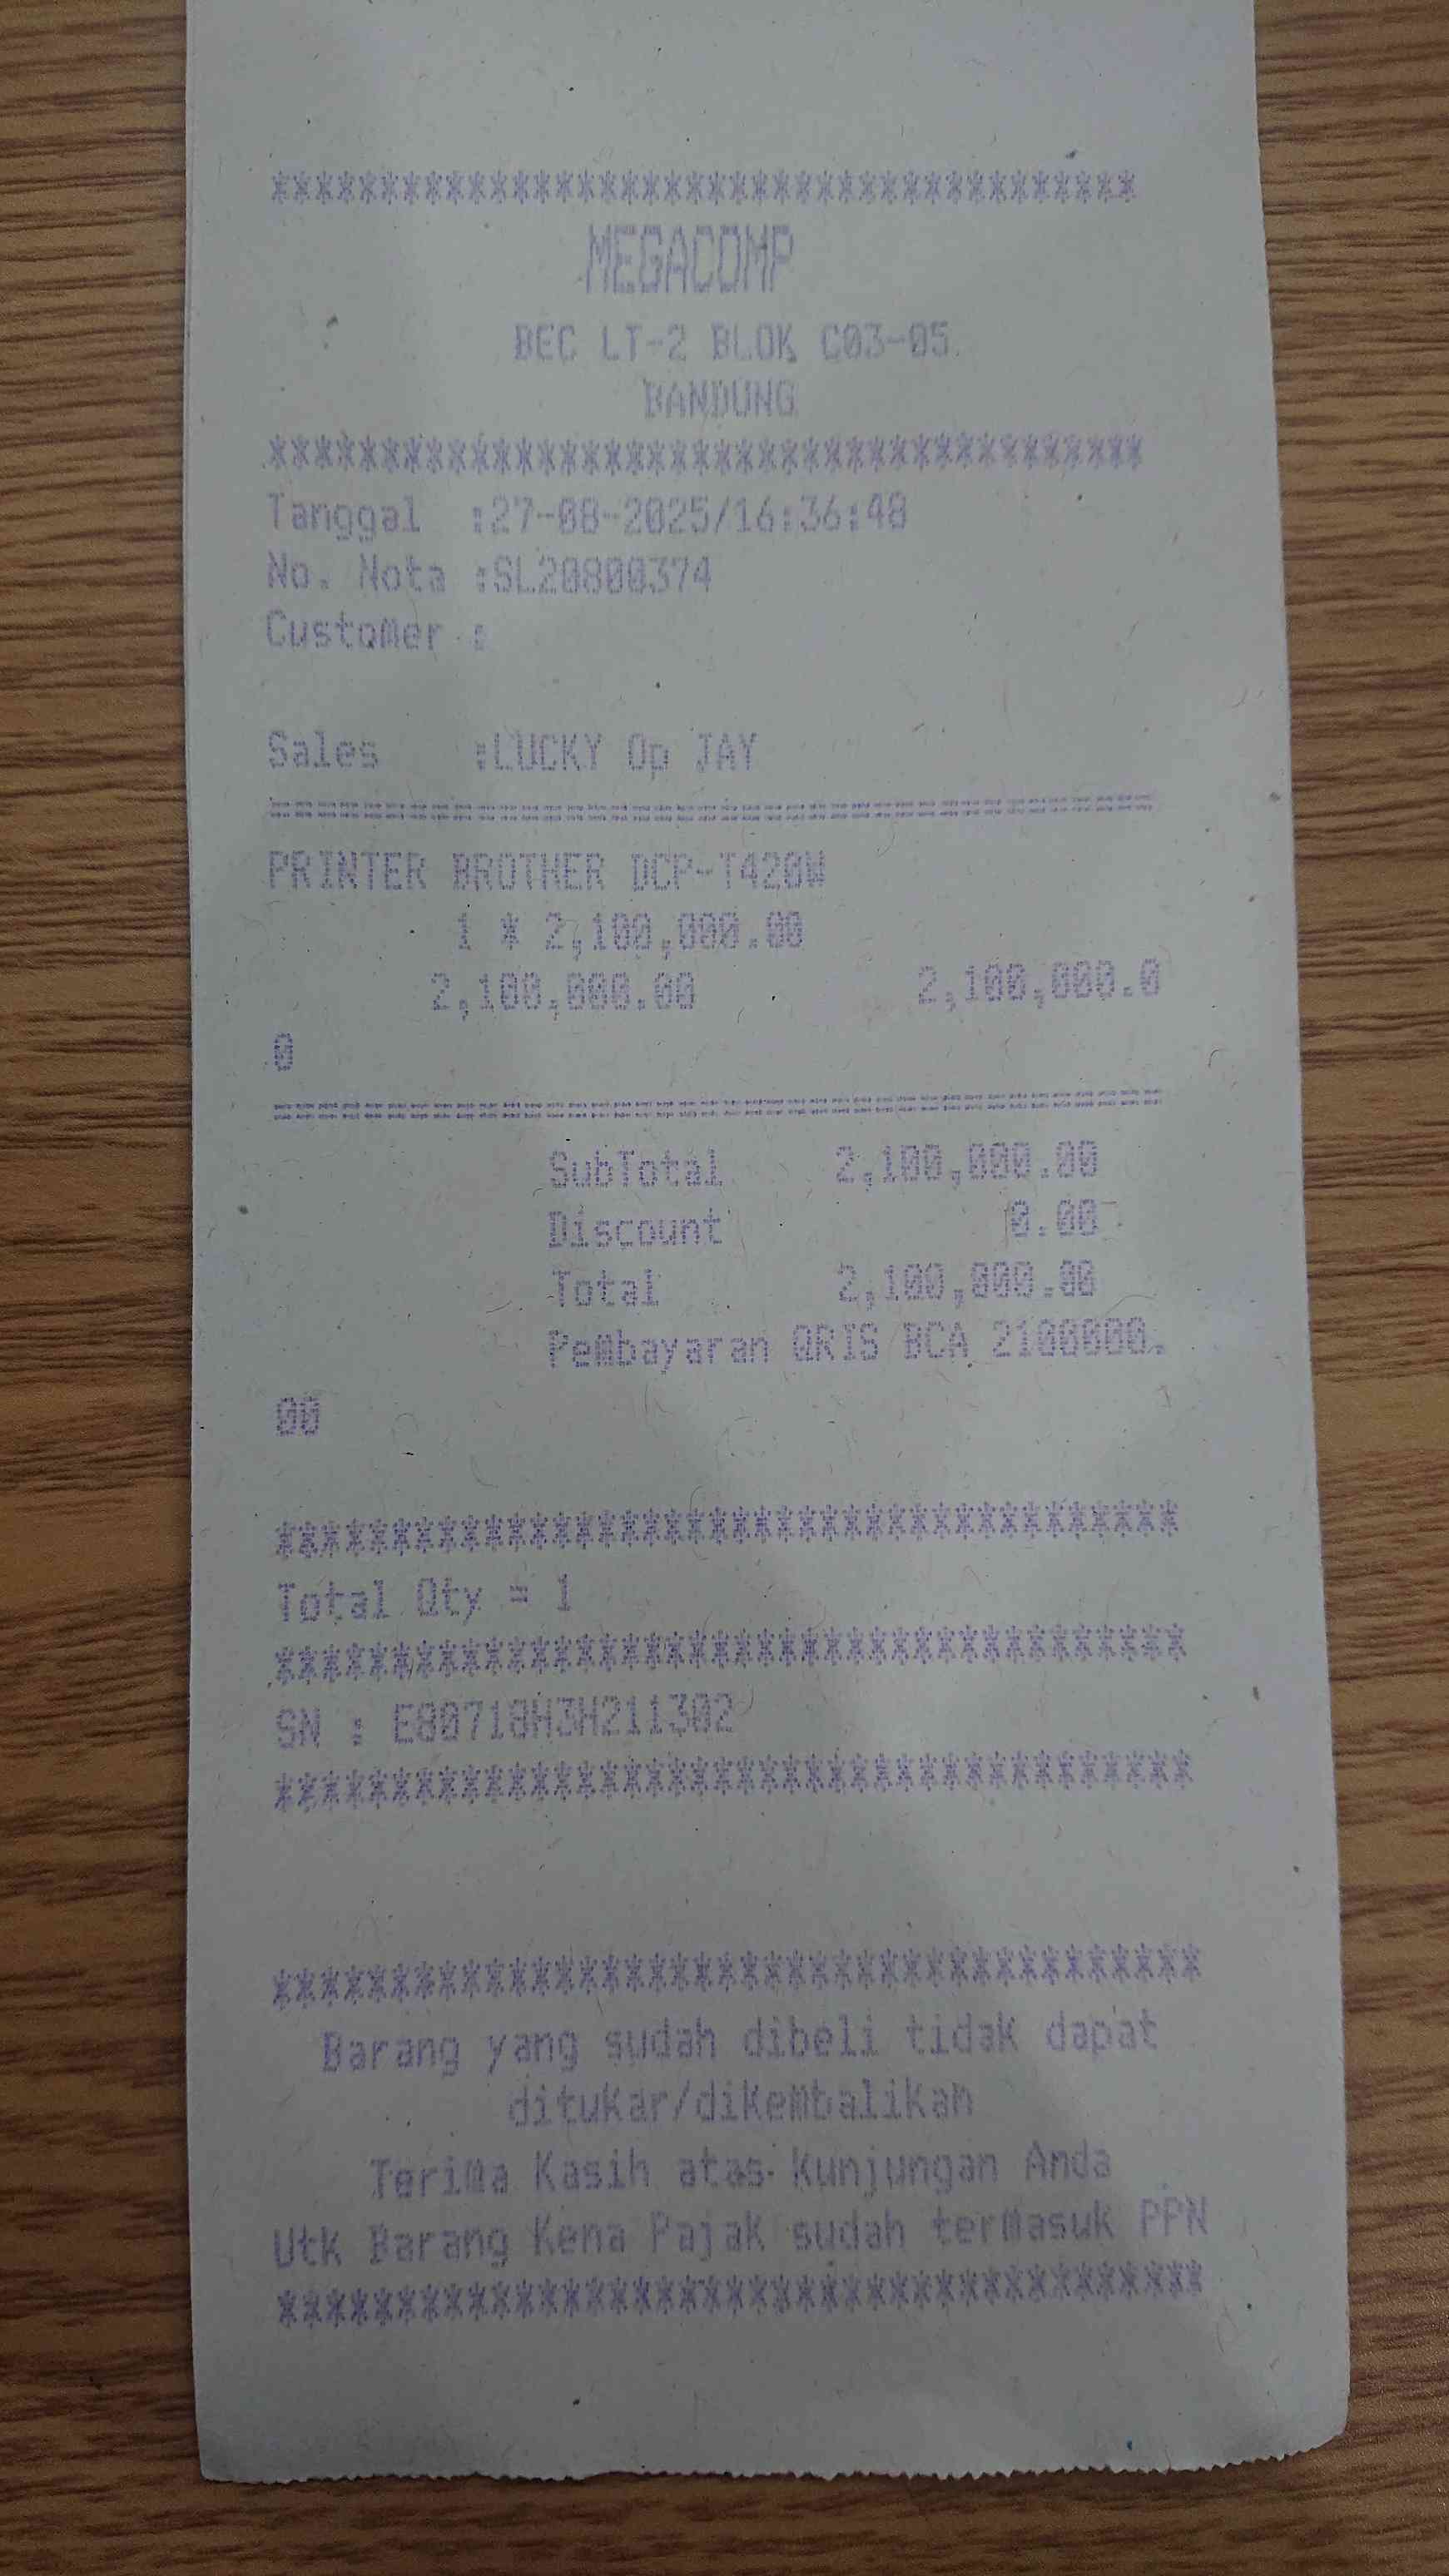 *****************************************
MEGACOMP
BEC LT-2 BLOK C03-05
BANDUNG
*****************************************
Tanggal :27-08-2025/16:36:48
No. Nota :SL20800374
Customer :
Sales :LUCKY Op JAY
========================================
PRINTER BROTHER DCP-T420W
1 * 2,100,000.00
2,100,000.00 2,100,000.0
0
========================================
SubTotal 2,100,000.00
Discount 0.00
Total 2,100,000.00
Pembayaran QRIS BCA 2100000.
00
****************************************
Total Qty = 1
****************************************
SN : E80718H3H211302
****************************************
****************************************
Barang yang sudah dibeli tidak dapat
ditukar/dikembalikan
Terima Kasih atas Kunjungan Anda
Utk Barang Kena Pajak sudah termasuk PPN
****************************************